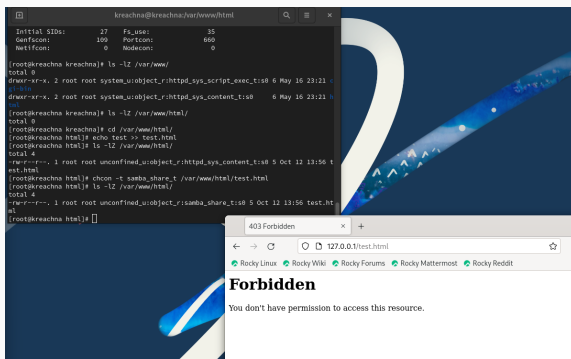 kreachna@kreachna:/var/www/html
Initial SIDs: 27 Fs_use: 35
Genfscon: 109 Portcon: 660
Netifcon: 0 Nodecon: 0
[root@kreachna kreachna]# ls -lZ /var/www/
total 0
drwxr-xr-x. 2 root root system_u:object_r:httpd_sys_script_exec_t:s0 6 May 16 23:21 c
gi-bin
drwxr-xr-x. 2 root root system_u:object_r:httpd_sys_content_t:s0 6 May 16 23:21 h
tml
[root@kreachna kreachna]# ls -lZ /var/www/html/
total 0
[root@kreachna kreachna]# cd /var/www/html/
[root@kreachna html]# echo test >> test.html
[root@kreachna html]# ls -lZ /var/www/html/
total 4
-rw-r--r--. 1 root root unconfined_u:object_r:httpd_sys_content_t:s0 5 Oct 12 13:56 t
est.html
[root@kreachna html]# chcon -t samba_share_t /var/www/html/test.html
[root@kreachna html]# ls -lZ /var/www/html/
total 4
-rw-r--r--. 1 root root unconfined_u:object_r:samba_share_t:s0 5 Oct 12 13:56 test.ht
ml
[root@kreachna html]#
403 Forbidden
127.0.0.1/test.html
Rocky Linux Rocky Wiki Rocky Forums Rocky Mattermost Rocky Reddit
Forbidden
You don't have permission to access this resource.